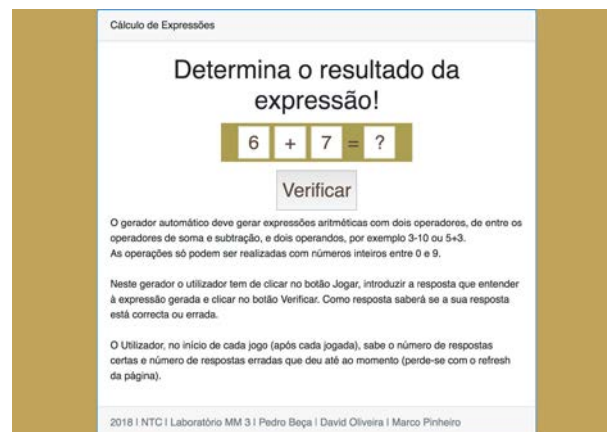 Cálculo de Expressões
Determina o resultado da
expressão!
6 + 7 = ?
Verificar
O gerador automático deve gerar expressões aritméticas com dois operadores, de entre os
operadores de soma e subtração, e dois operandos, por exemplo 3-10 ou 5+3.
As operações só podem ser realizadas com números inteiros entre 0 e 9.
Neste gerador o utilizador tem de clicar no botão Jogar, introduzir a resposta que entender
à expressão gerada e clicar no botão Verificar. Como resposta saberá se a sua resposta
está correcta ou errada.
O Utilizador, no início de cada jogo (após cada jogada), sabe o número de respostas
certas e número de respostas erradas que deu até ao momento (perde-se com o refresh
da página).
2018 | NTC | Laboratório MM 3 | Pedro Beça | David Oliveira | Marco Pinheiro